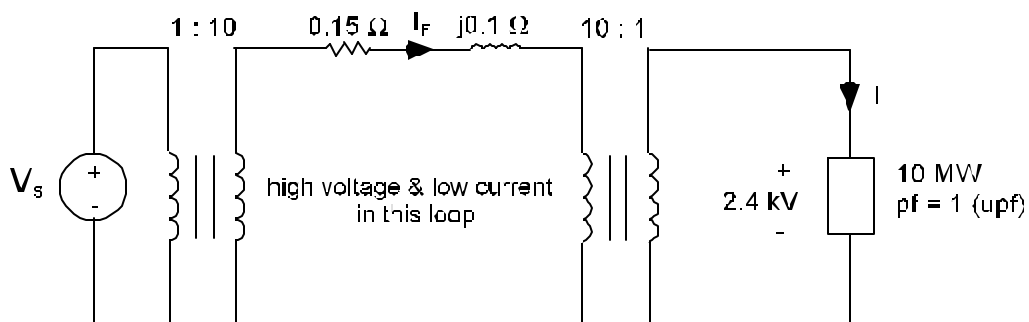 1 : 10
0.15 Ω
I_F
j0.1 Ω
10 : 1
I
V_s
+
-
high voltage & low current
in this loop
+
2.4 kV
-
10 MW
pf = 1 (upf)